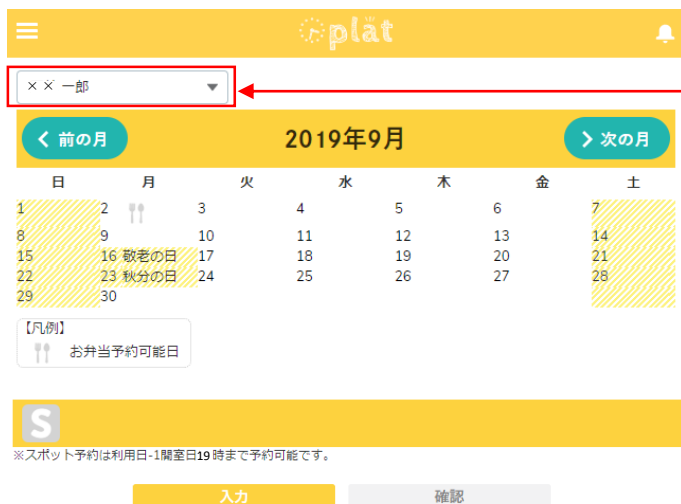 plat
×× 一郎
前の月 2019年9月 次の月
日 月 火 水 木 金 土
1 2 3 4 5 6 7
8 9 10 11 12 13 14
15 16 敬老の日 17 18 19 20 21
22 23 秋分の日 24 25 26 27 28
29 30
【凡例】
お弁当予約可能日
S
※スポット予約は利用日-1開室日19時まで予約可能です。
入力 確認